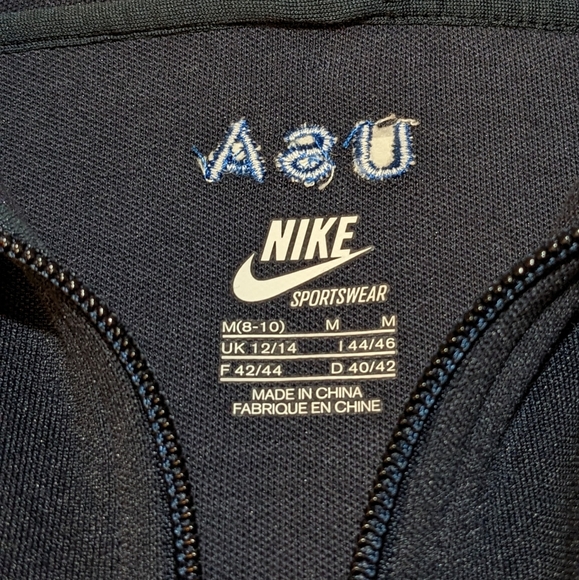 NIKE
SPORTSWEAR
M(8-10) M M
UK 12/14 I 44/46
F 42/44 D 40/42
MADE IN CHINA
FABRIQUE EN CHINE